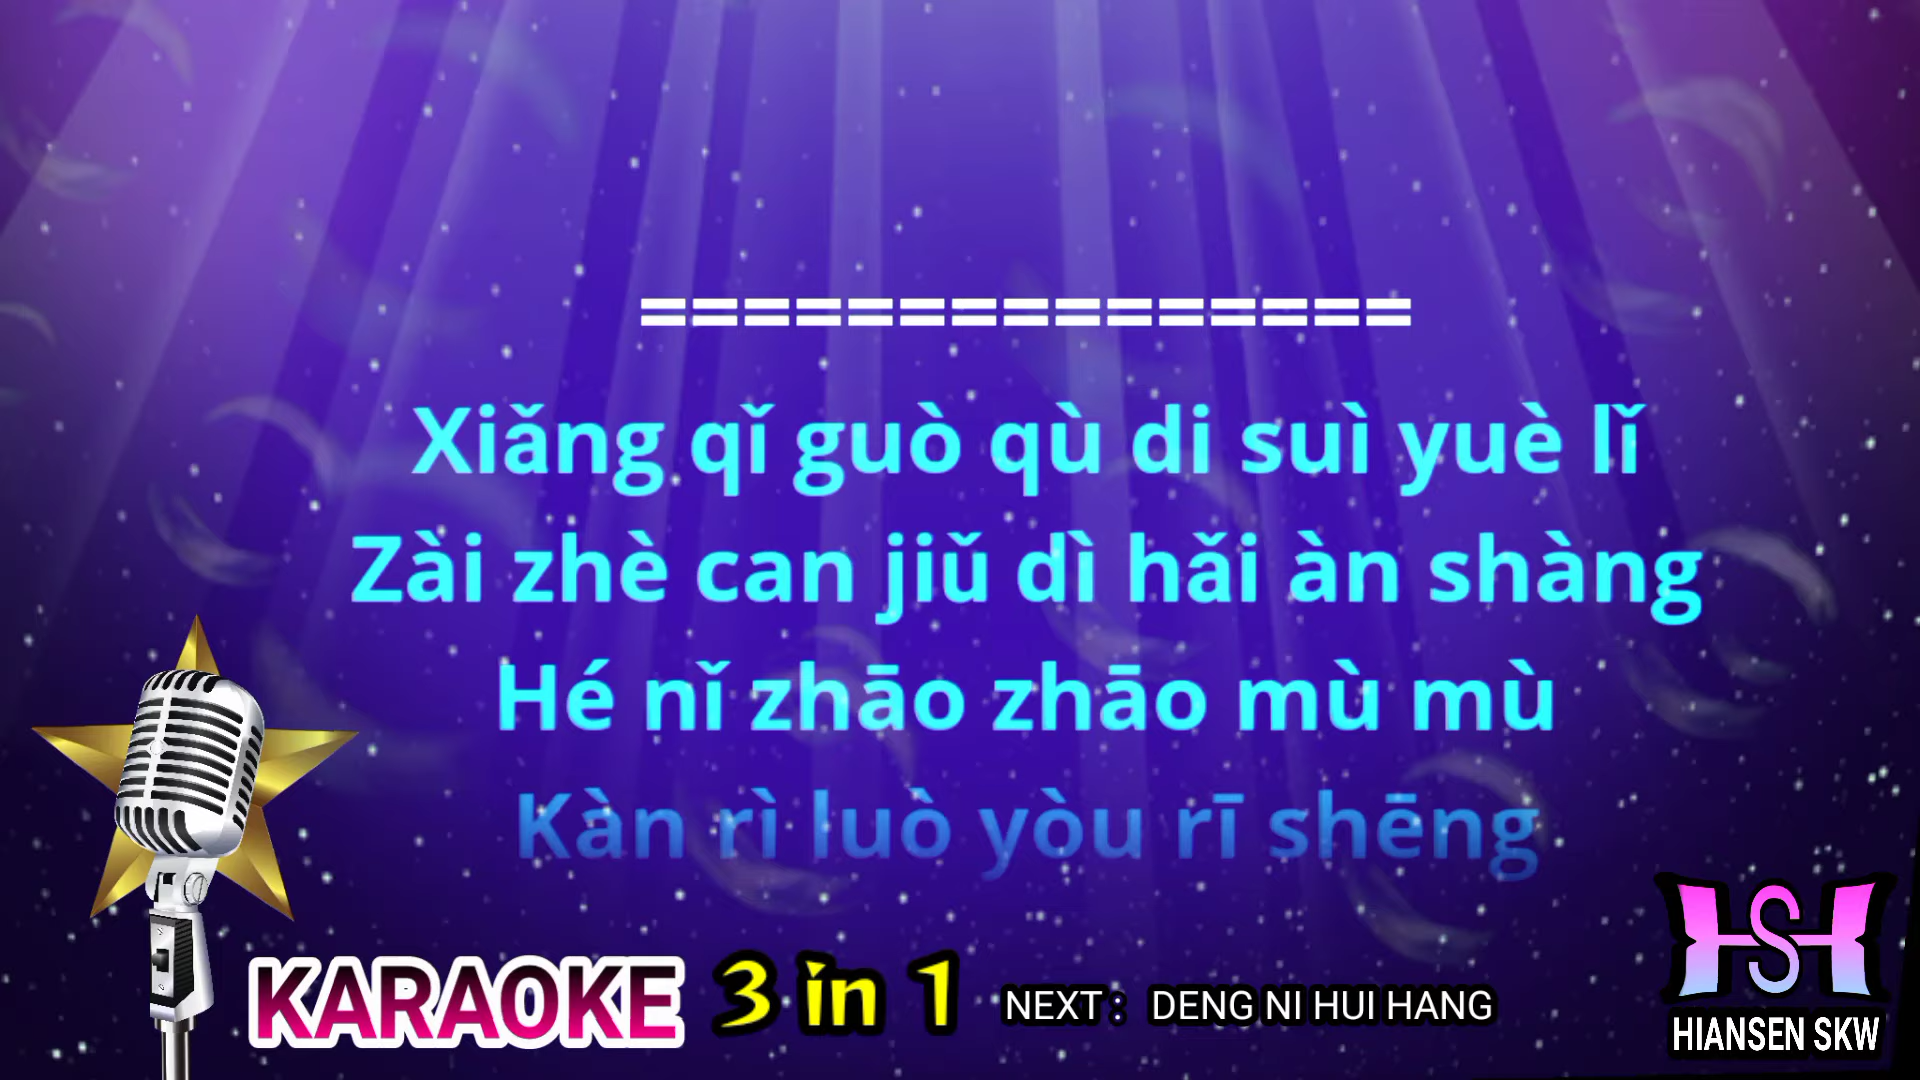 ===============
Xiǎng qǐ guò qù di suì yuè lǐ
Zài zhè can jiǔ dì hǎi àn shàng
Hé nǐ zhāo zhāo mù mù
Kàn rì luò yòu rī shēng
KARAOKE 3 in 1 NEXT : DENG NI HUI HANG
HSH
HIANSEN SKW